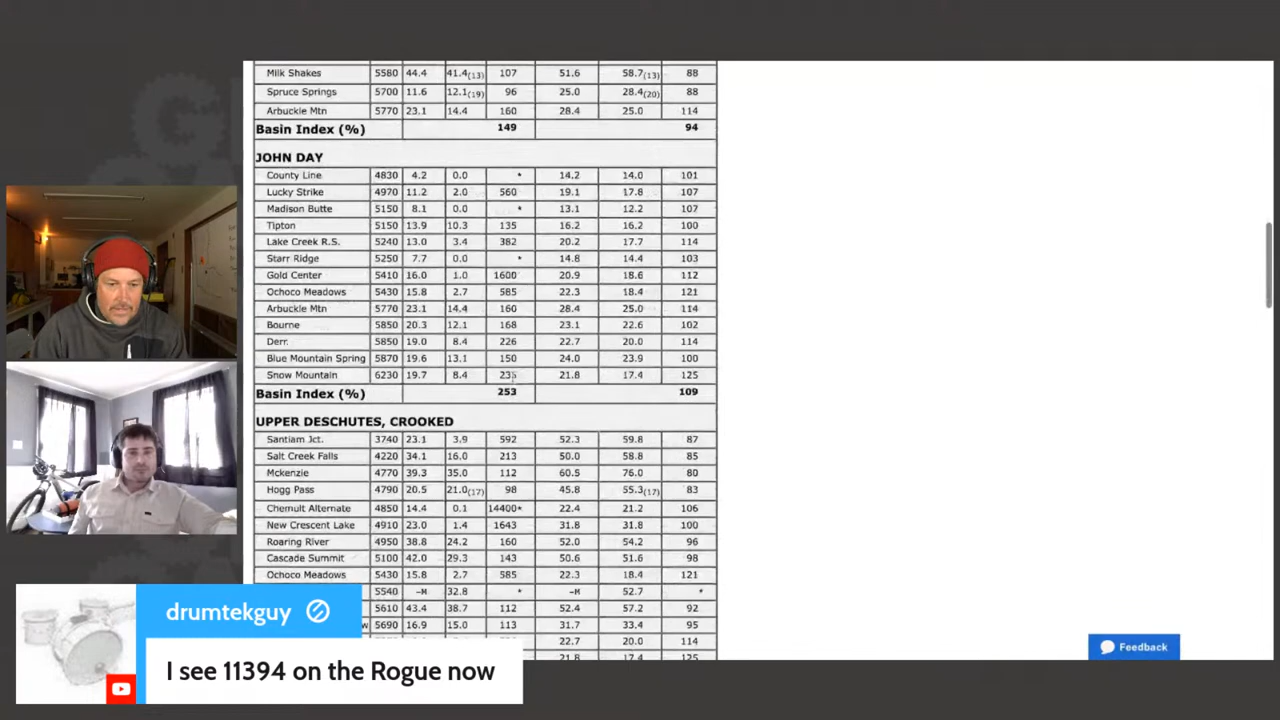 Milk Shakes 5580 44.4 41.4(13) 107 51.6 58.7(13) 88
Spruce Springs 5700 11.6 12.1(19) 96 25.0 28.4(20) 88
Arbuckle Mtn 5770 23.1 14.4 160 28.4 25.0 114
Basin Index (%) 149 94
JOHN DAY
County Line 4830 4.2 0.0 * 14.2 14.0 101
Lucky Strike 4970 11.2 2.0 560 19.1 17.8 107
Madison Butte 5150 8.1 0.0 * 13.1 12.2 107
Tipton 5150 13.9 10.3 135 16.2 16.2 100
Lake Creek R.S. 5240 13.0 3.4 382 20.2 17.7 114
Starr Ridge 5250 7.7 0.0 * 14.8 14.4 103
Gold Center 5410 16.0 1.0 1600 20.9 18.6 112
Ochoco Meadows 5430 15.8 2.7 585 22.3 18.4 121
Arbuckle Mtn 5770 23.1 14.4 160 28.4 25.0 114
Bourne 5850 20.3 12.1 168 23.1 22.6 102
Derr. 5850 19.0 8.4 226 22.7 20.0 114
Blue Mountain Spring 5870 19.6 13.1 150 24.0 23.9 100
Snow Mountain 6230 19.7 8.4 235 21.8 17.4 125
Basin Index (%) 253 109
UPPER DESCHUTES, CROOKED
Santiam Jct. 3740 23.1 3.9 592 52.3 59.8 87
Salt Creek Falls 4220 34.1 16.0 213 50.0 58.8 85
Mckenzie 4770 39.3 35.0 112 60.5 76.0 80
Hogg Pass 4790 20.5 21.0(17) 98 45.8 55.3(17) 83
Chemult Alternate 4850 14.4 0.1 14400* 22.4 21.2 106
New Crescent Lake 4910 23.0 1.4 1643 31.8 31.8 100
Roaring River 4950 38.8 24.2 160 52.0 54.2 96
Cascade Summit 5100 42.0 29.3 143 50.6 51.6 98
Ochoco Meadows 5430 15.8 2.7 585 22.3 18.4 121
5540 -M 32.8 * -M 52.7 *
5610 43.4 38.7 112 52.4 57.2 92
w 5690 16.9 15.0 113 31.7 33.4 95
22.7 20.0 114
21.8 17.4 125
drumtekguy
I see 11394 on the Rogue now
Feedback